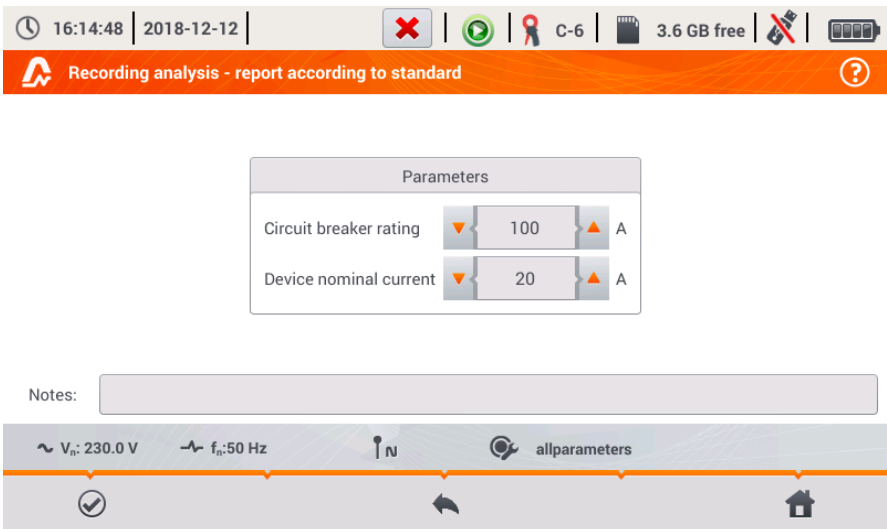 16:14:48 2018-12-12 C-6 3.6 GB free
Recording analysis - report according to standard ?
Parameters
Circuit breaker rating 100 A
Device nominal current 20 A
Notes:
Vn: 230.0 V fn:50 Hz N allparameters